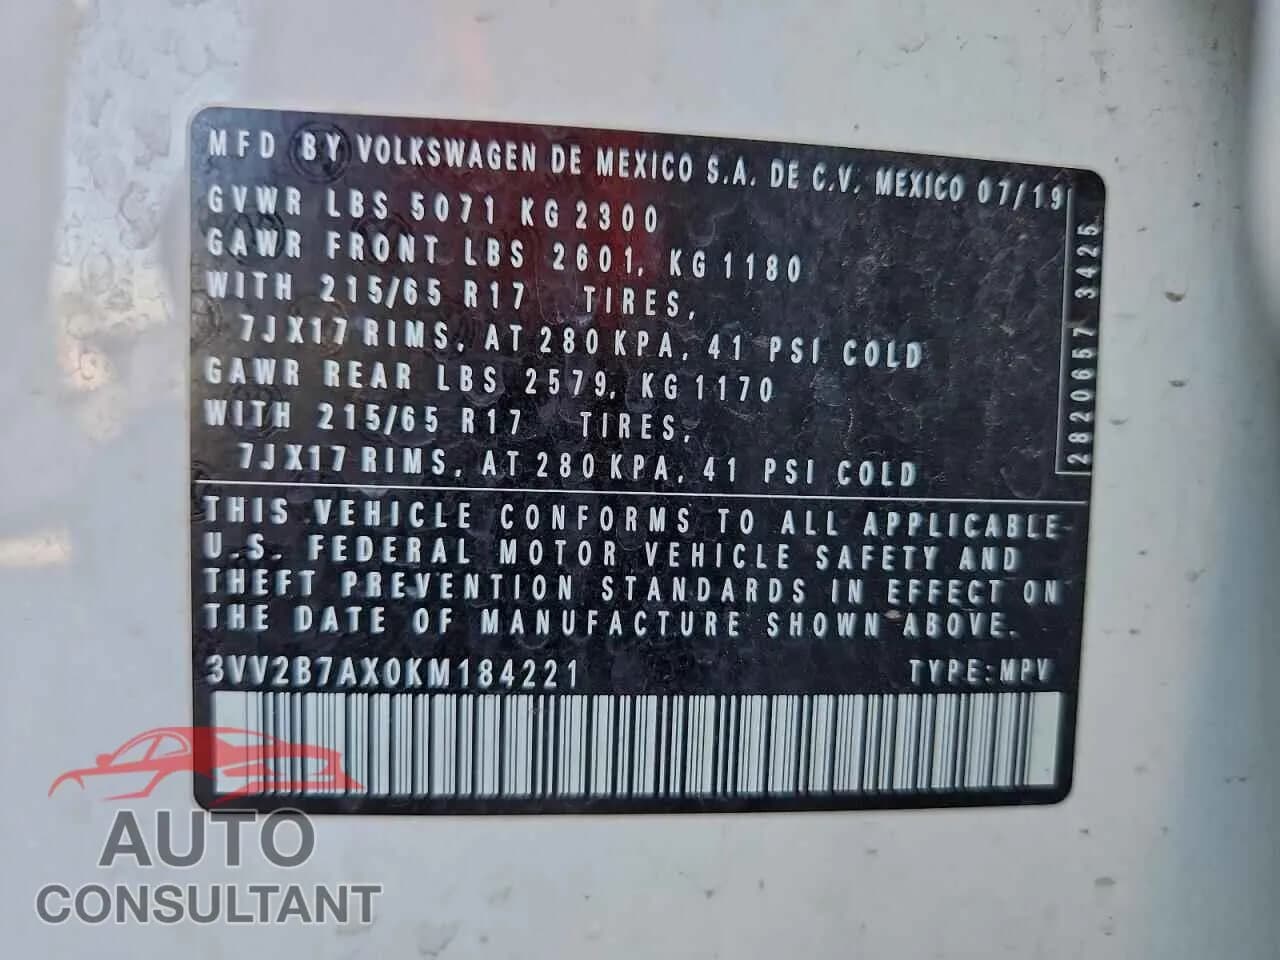 MFD BY VOLKSWAGEN DE MEXICO S.A. DE C.V. MEXICO 07/19
GVWR LBS 5071 KG 2300
GAWR FRONT LBS 2601, KG 1180
WITH 215/65 R17 TIRES,
7JX17 RIMS, AT 280 KPA, 41 PSI COLD
GAWR REAR LBS 2579, KG 1170
WITH 215/65 R17 TIRES,
7JX17 RIMS, AT 280 KPA, 41 PSI COLD
2820657 3425
THIS VEHICLE CONFORMS TO ALL APPLICABLE
U.S. FEDERAL MOTOR VEHICLE SAFETY AND
THEFT PREVENTION STANDARDS IN EFFECT ON
THE DATE OF MANUFACTURE SHOWN ABOVE.
3VV2B7AX0KM184221 TYPE: MPV
AUTO
CONSULTANT